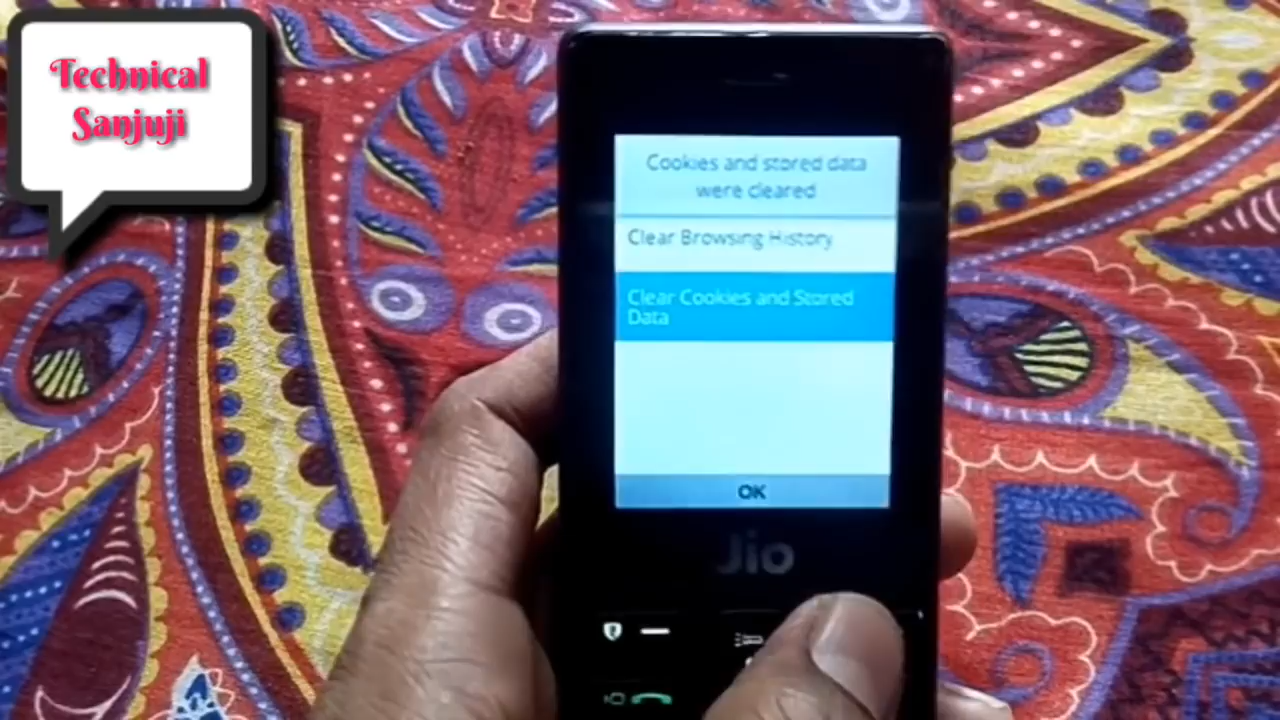 Technical
Sanjuji
Cookies and stored data
were cleared
Clear Browsing History
Clear Cookies and Stored
Data
OK
Jio